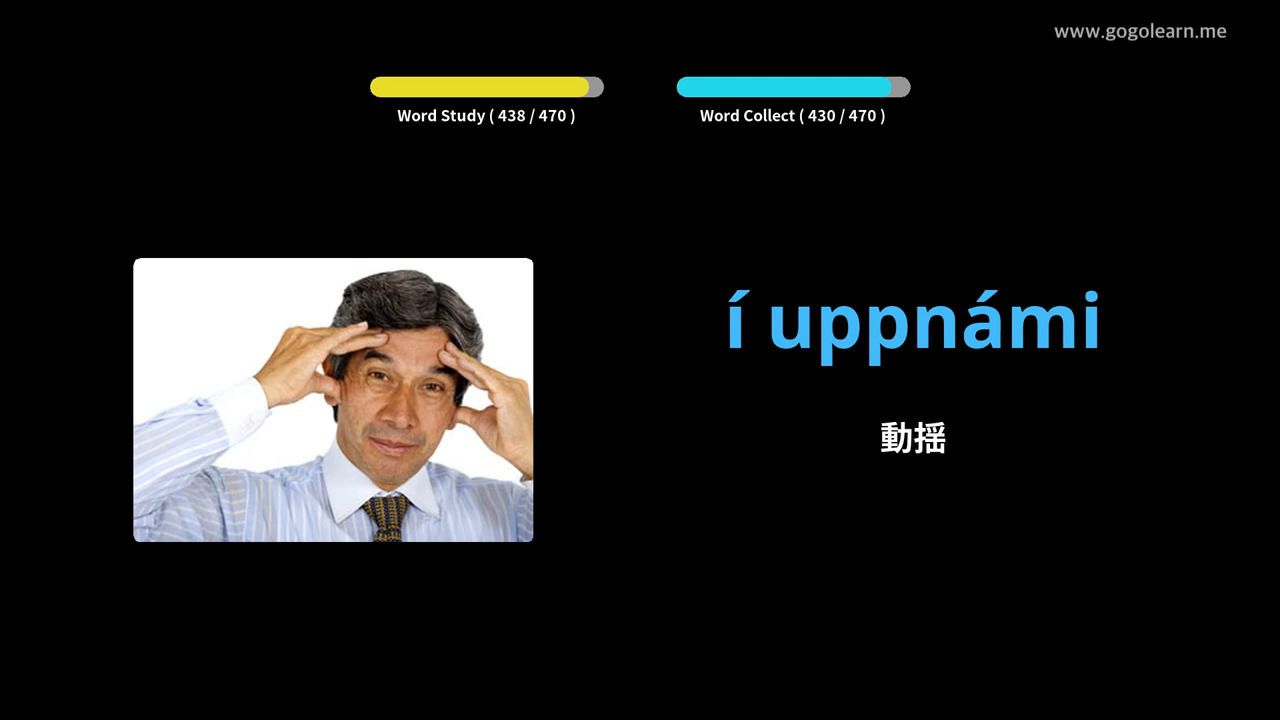 www.gogolearn.me
Word Study ( 438 / 470 )
Word Collect ( 430 / 470 )
í uppnámi
動揺